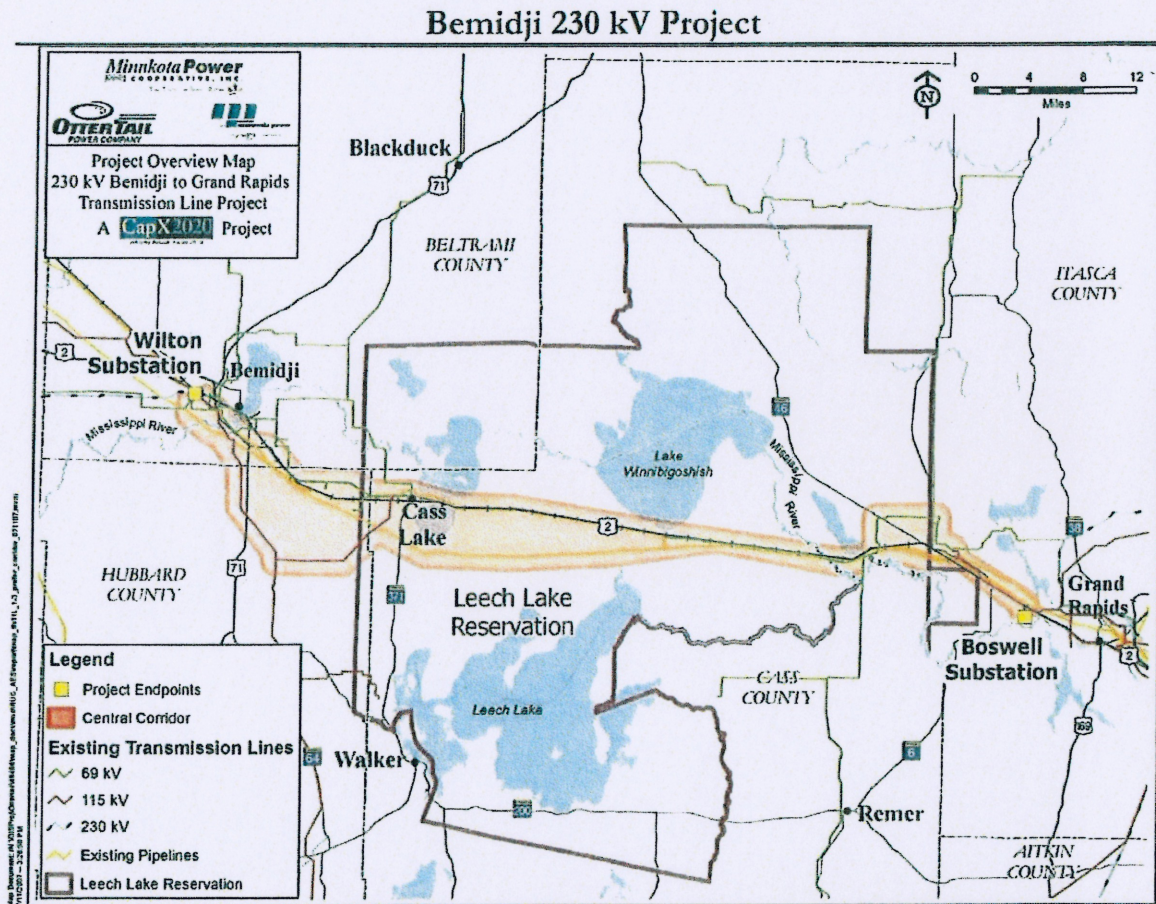 Bemidji 230 kV Project
Minnkota Power
COOPERATIVE, INC.
OTTERTAIL
POWER COMPANY
minnesota power
Project Overview Map
230 kV Bemidji to Grand Rapids
Transmission Line Project
A CapX2020 Project
N
0 4 8 12
Miles
Blackduck
71
BELTRAMI
COUNTY
ITASCA
COUNTY
Wilton
Substation
2
Bemidji
Mississippi River
46
Lake
Winnibigoshish
Mississippi River
Cass
Lake
2
38
HUBBARD
COUNTY
71
371
Leech Lake
Reservation
Grand
Rapids
2
Boswell
Substation
CASS
COUNTY
Leech Lake
169
Walker
64
6
200
Remer
AITKIN
COUNTY
Legend
Project Endpoints
Central Corridor
Existing Transmission Lines
69 kV
115 kV
230 kV
Existing Pipelines
Leech Lake Reservation